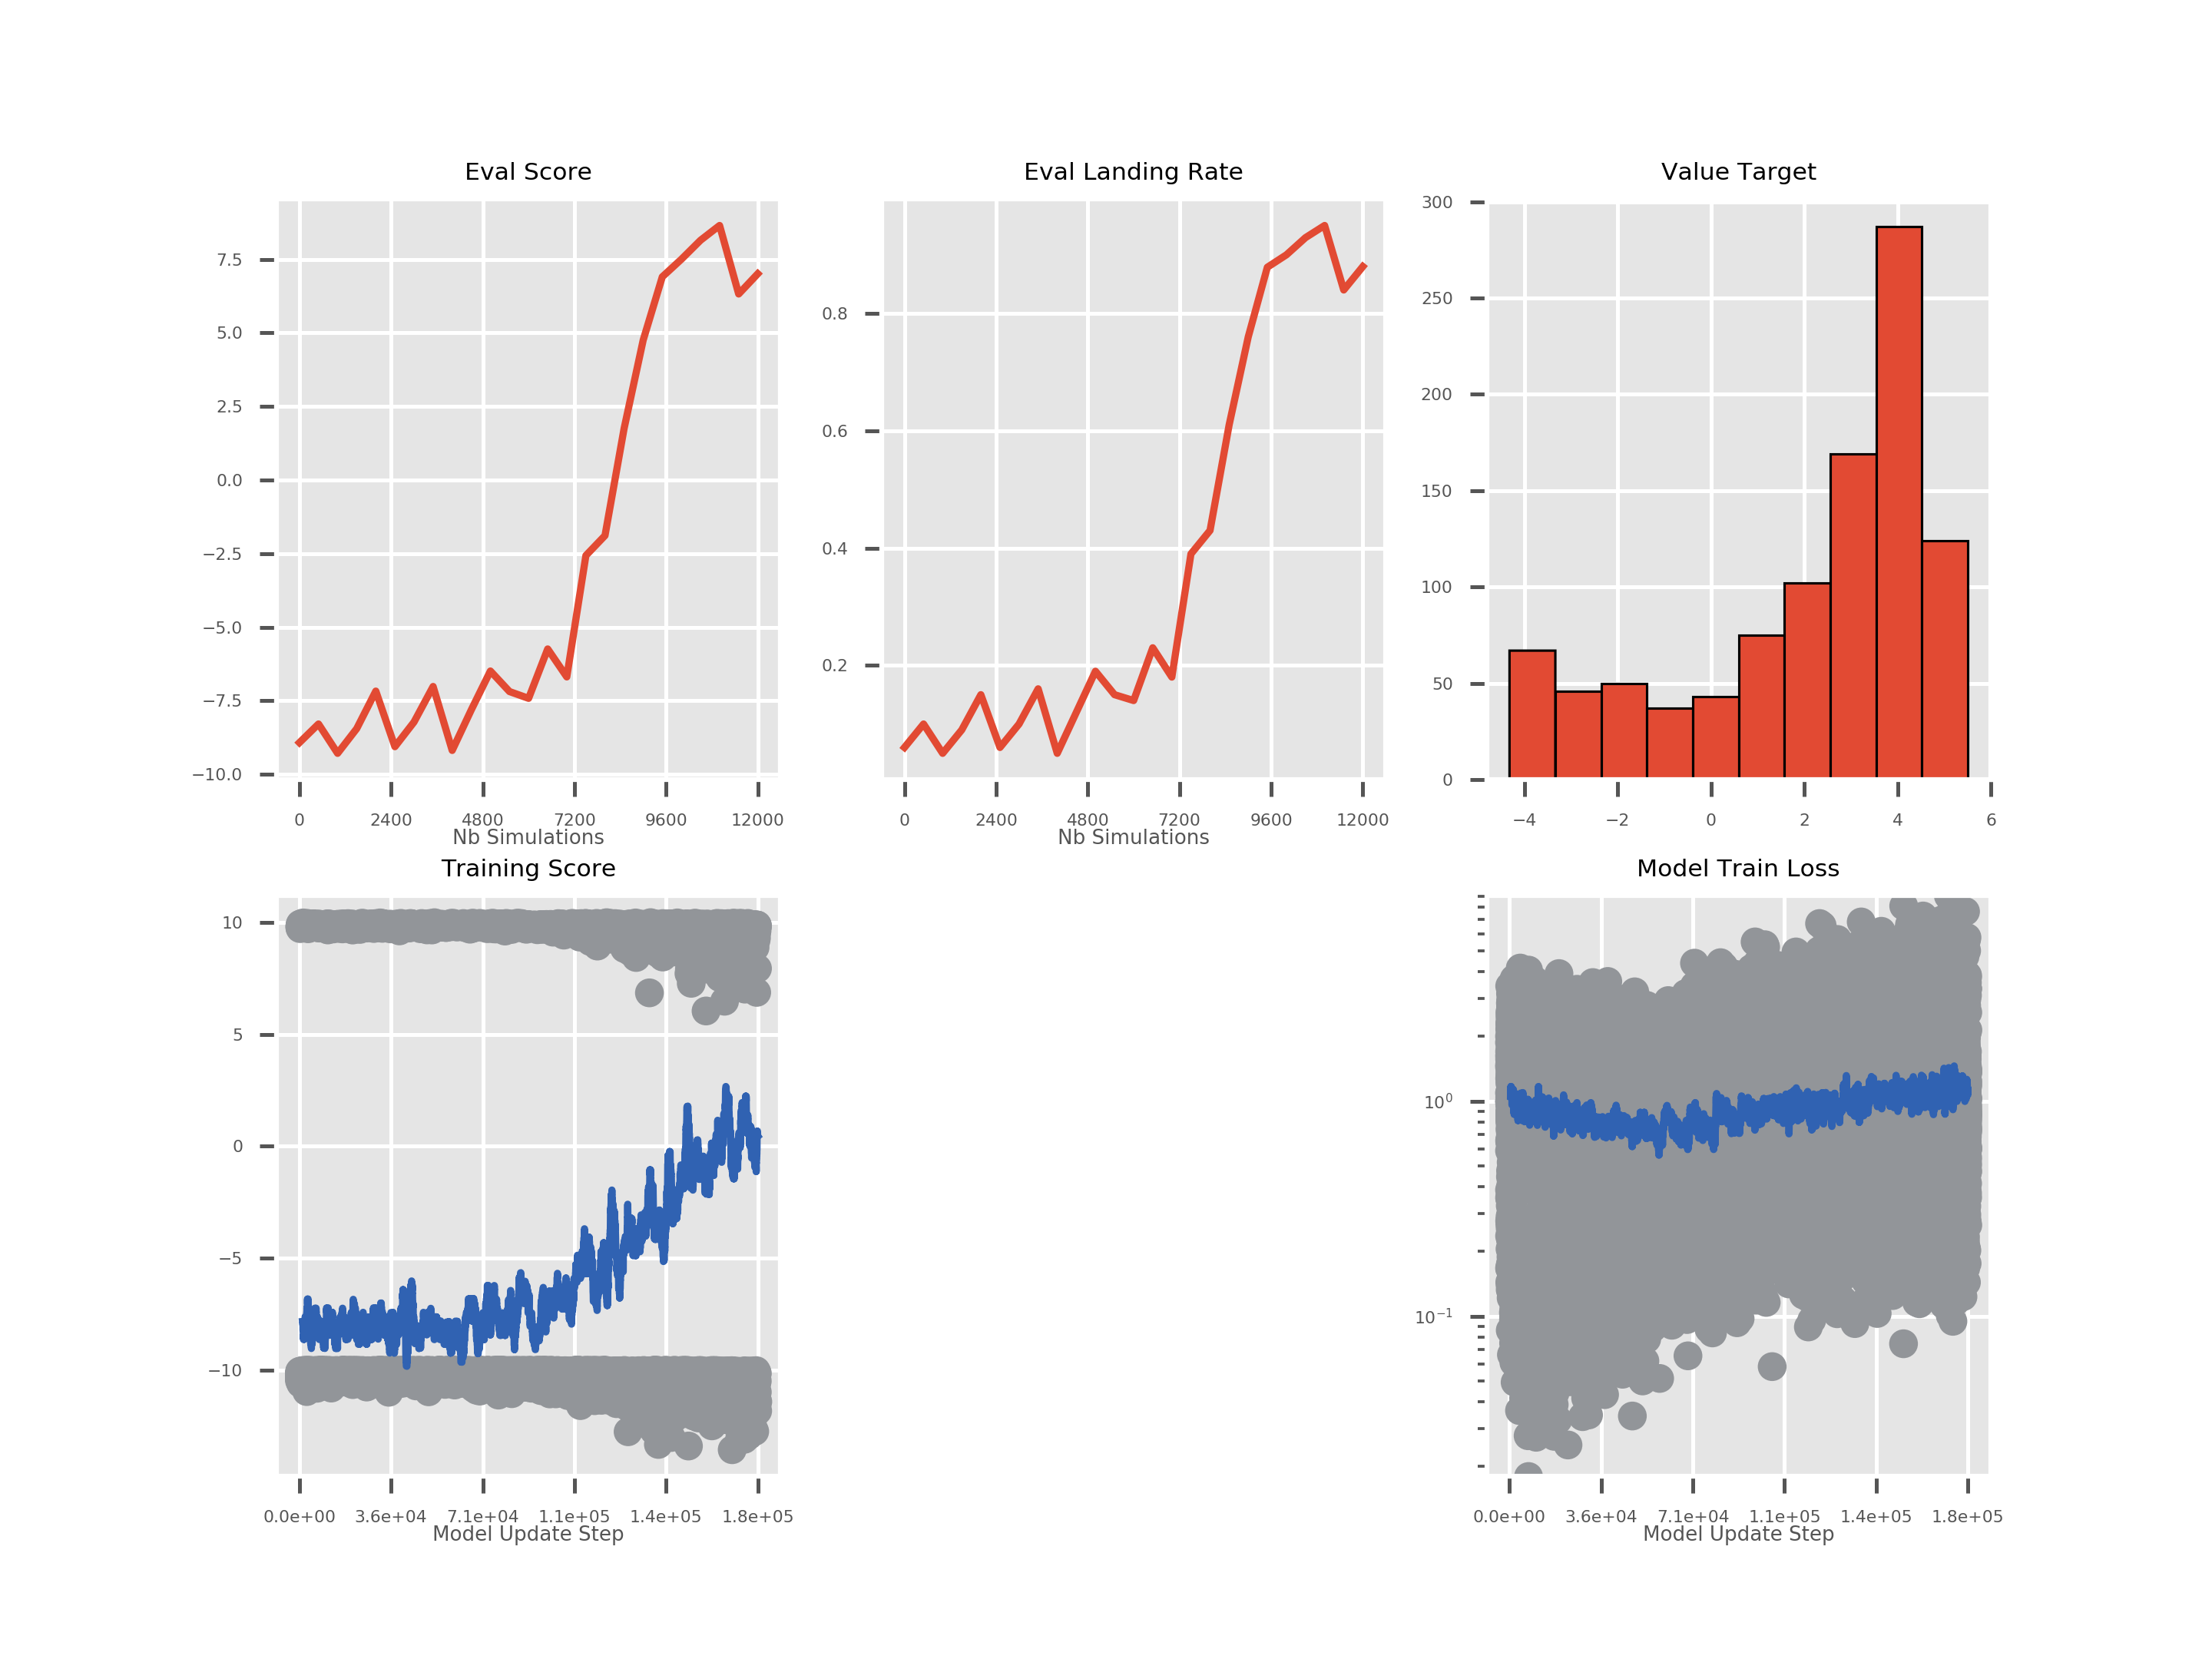 Eval Score
7.5
5.0
2.5
0.0
−2.5
−5.0
−7.5
−10.0
0 2400 4800 7200 9600 12000
Nb Simulations
Eval Landing Rate
0.8
0.6
0.4
0.2
0 2400 4800 7200 9600 12000
Nb Simulations
Value Target
300
250
200
150
100
50
0
−4 −2 0 2 4 6
Training Score
10
5
0
−5
−10
0.0e+00 3.6e+04 7.1e+04 1.1e+05 1.4e+05 1.8e+05
Model Update Step
Model Train Loss
10⁰
10⁻¹
0.0e+00 3.6e+04 7.1e+04 1.1e+05 1.4e+05 1.8e+05
Model Update Step